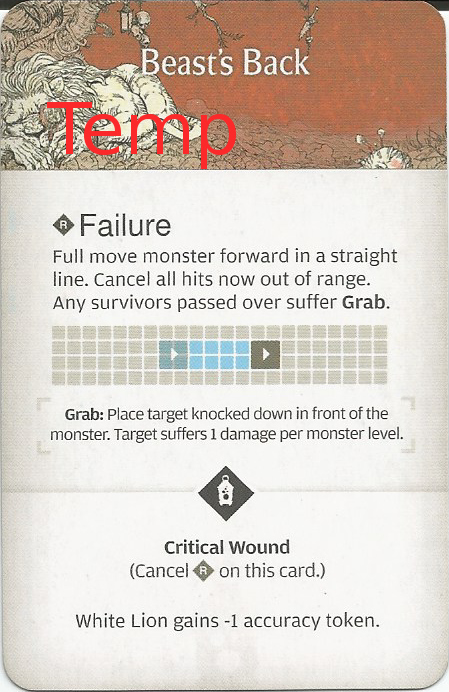 Beast's Back
Temp
R Failure
Full move monster forward in a straight
line. Cancel all hits now out of range.
Any survivors passed over suffer Grab.
Grab: Place target knocked down in front of the
monster. Target suffers 1 damage per monster level.
Critical Wound
(Cancel R on this card.)
White Lion gains -1 accuracy token.